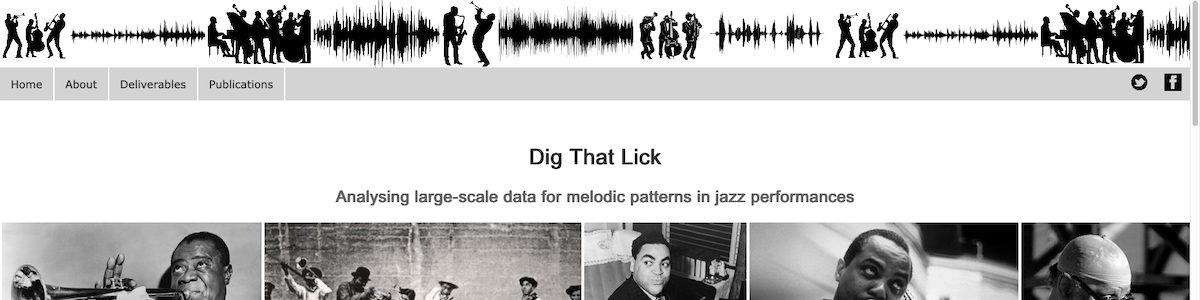 Home
About
Deliverables
Publications
Dig That Lick
Analysing large-scale data for melodic patterns in jazz performances